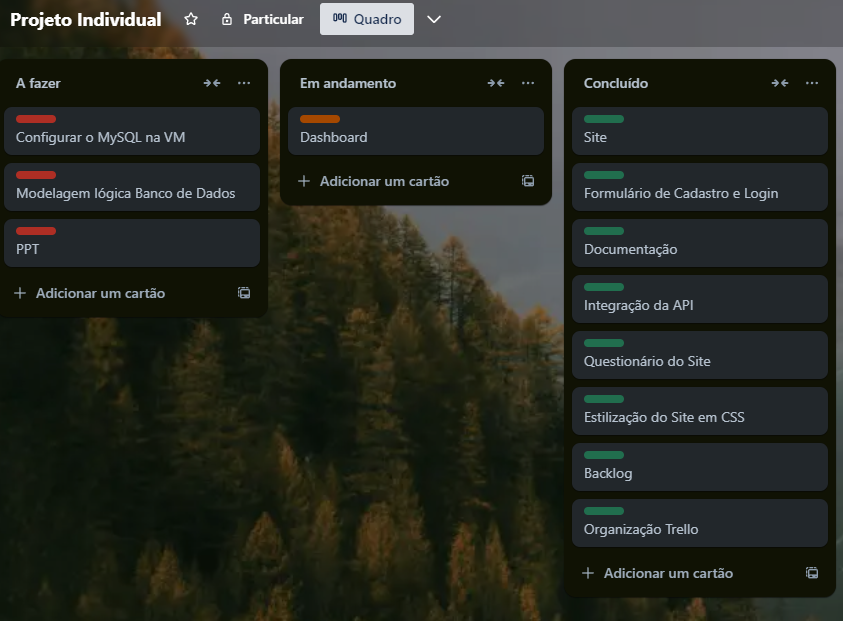 Projeto Individual
Particular
Quadro
A fazer
Configurar o MySQL na VM
Modelagem lógica Banco de Dados
PPT
Adicionar um cartão
Em andamento
Dashboard
Adicionar um cartão
Concluído
Site
Formulário de Cadastro e Login
Documentação
Integração da API
Questionário do Site
Estilização do Site em CSS
Backlog
Organização Trello
Adicionar um cartão